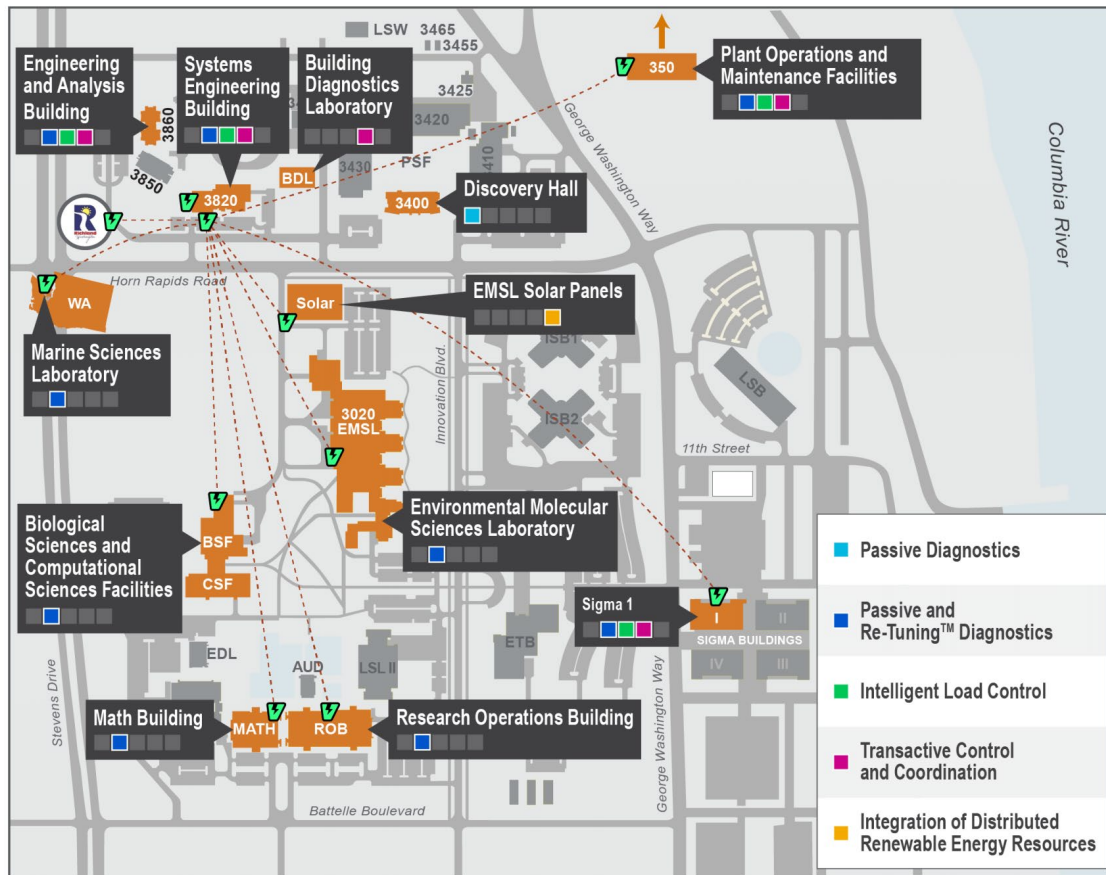 LSW 3465
3455
Engineering
and Analysis
Building
Systems
Engineering
Building
Building
Diagnostics
Laboratory
350
Plant Operations and
Maintenance Facilities
3425
3420
3860
3850
3430
PSF
BDL
3820
3400
Discovery Hall
George Washington Way
Columbia River
Richland
Horn Rapids Road
WA
Solar
EMSL Solar Panels
Marine Sciences
Laboratory
ISB1
ISB2
LSB
Innovation Blvd.
3020
EMSL
11th Street
Biological
Sciences and
Computational
Sciences Facilities
BSF
CSF
Environmental Molecular
Sciences Laboratory
Sigma 1
I
II
SIGMA BUILDINGS
IV
III
ETB
EDL
AUD
LSL II
Stevens Drive
Math Building
MATH
ROB
Research Operations Building
George Washington Way
Battelle Boulevard
Passive Diagnostics
Passive and
Re-Tuning™ Diagnostics
Intelligent Load Control
Transactive Control
and Coordination
Integration of Distributed
Renewable Energy Resources